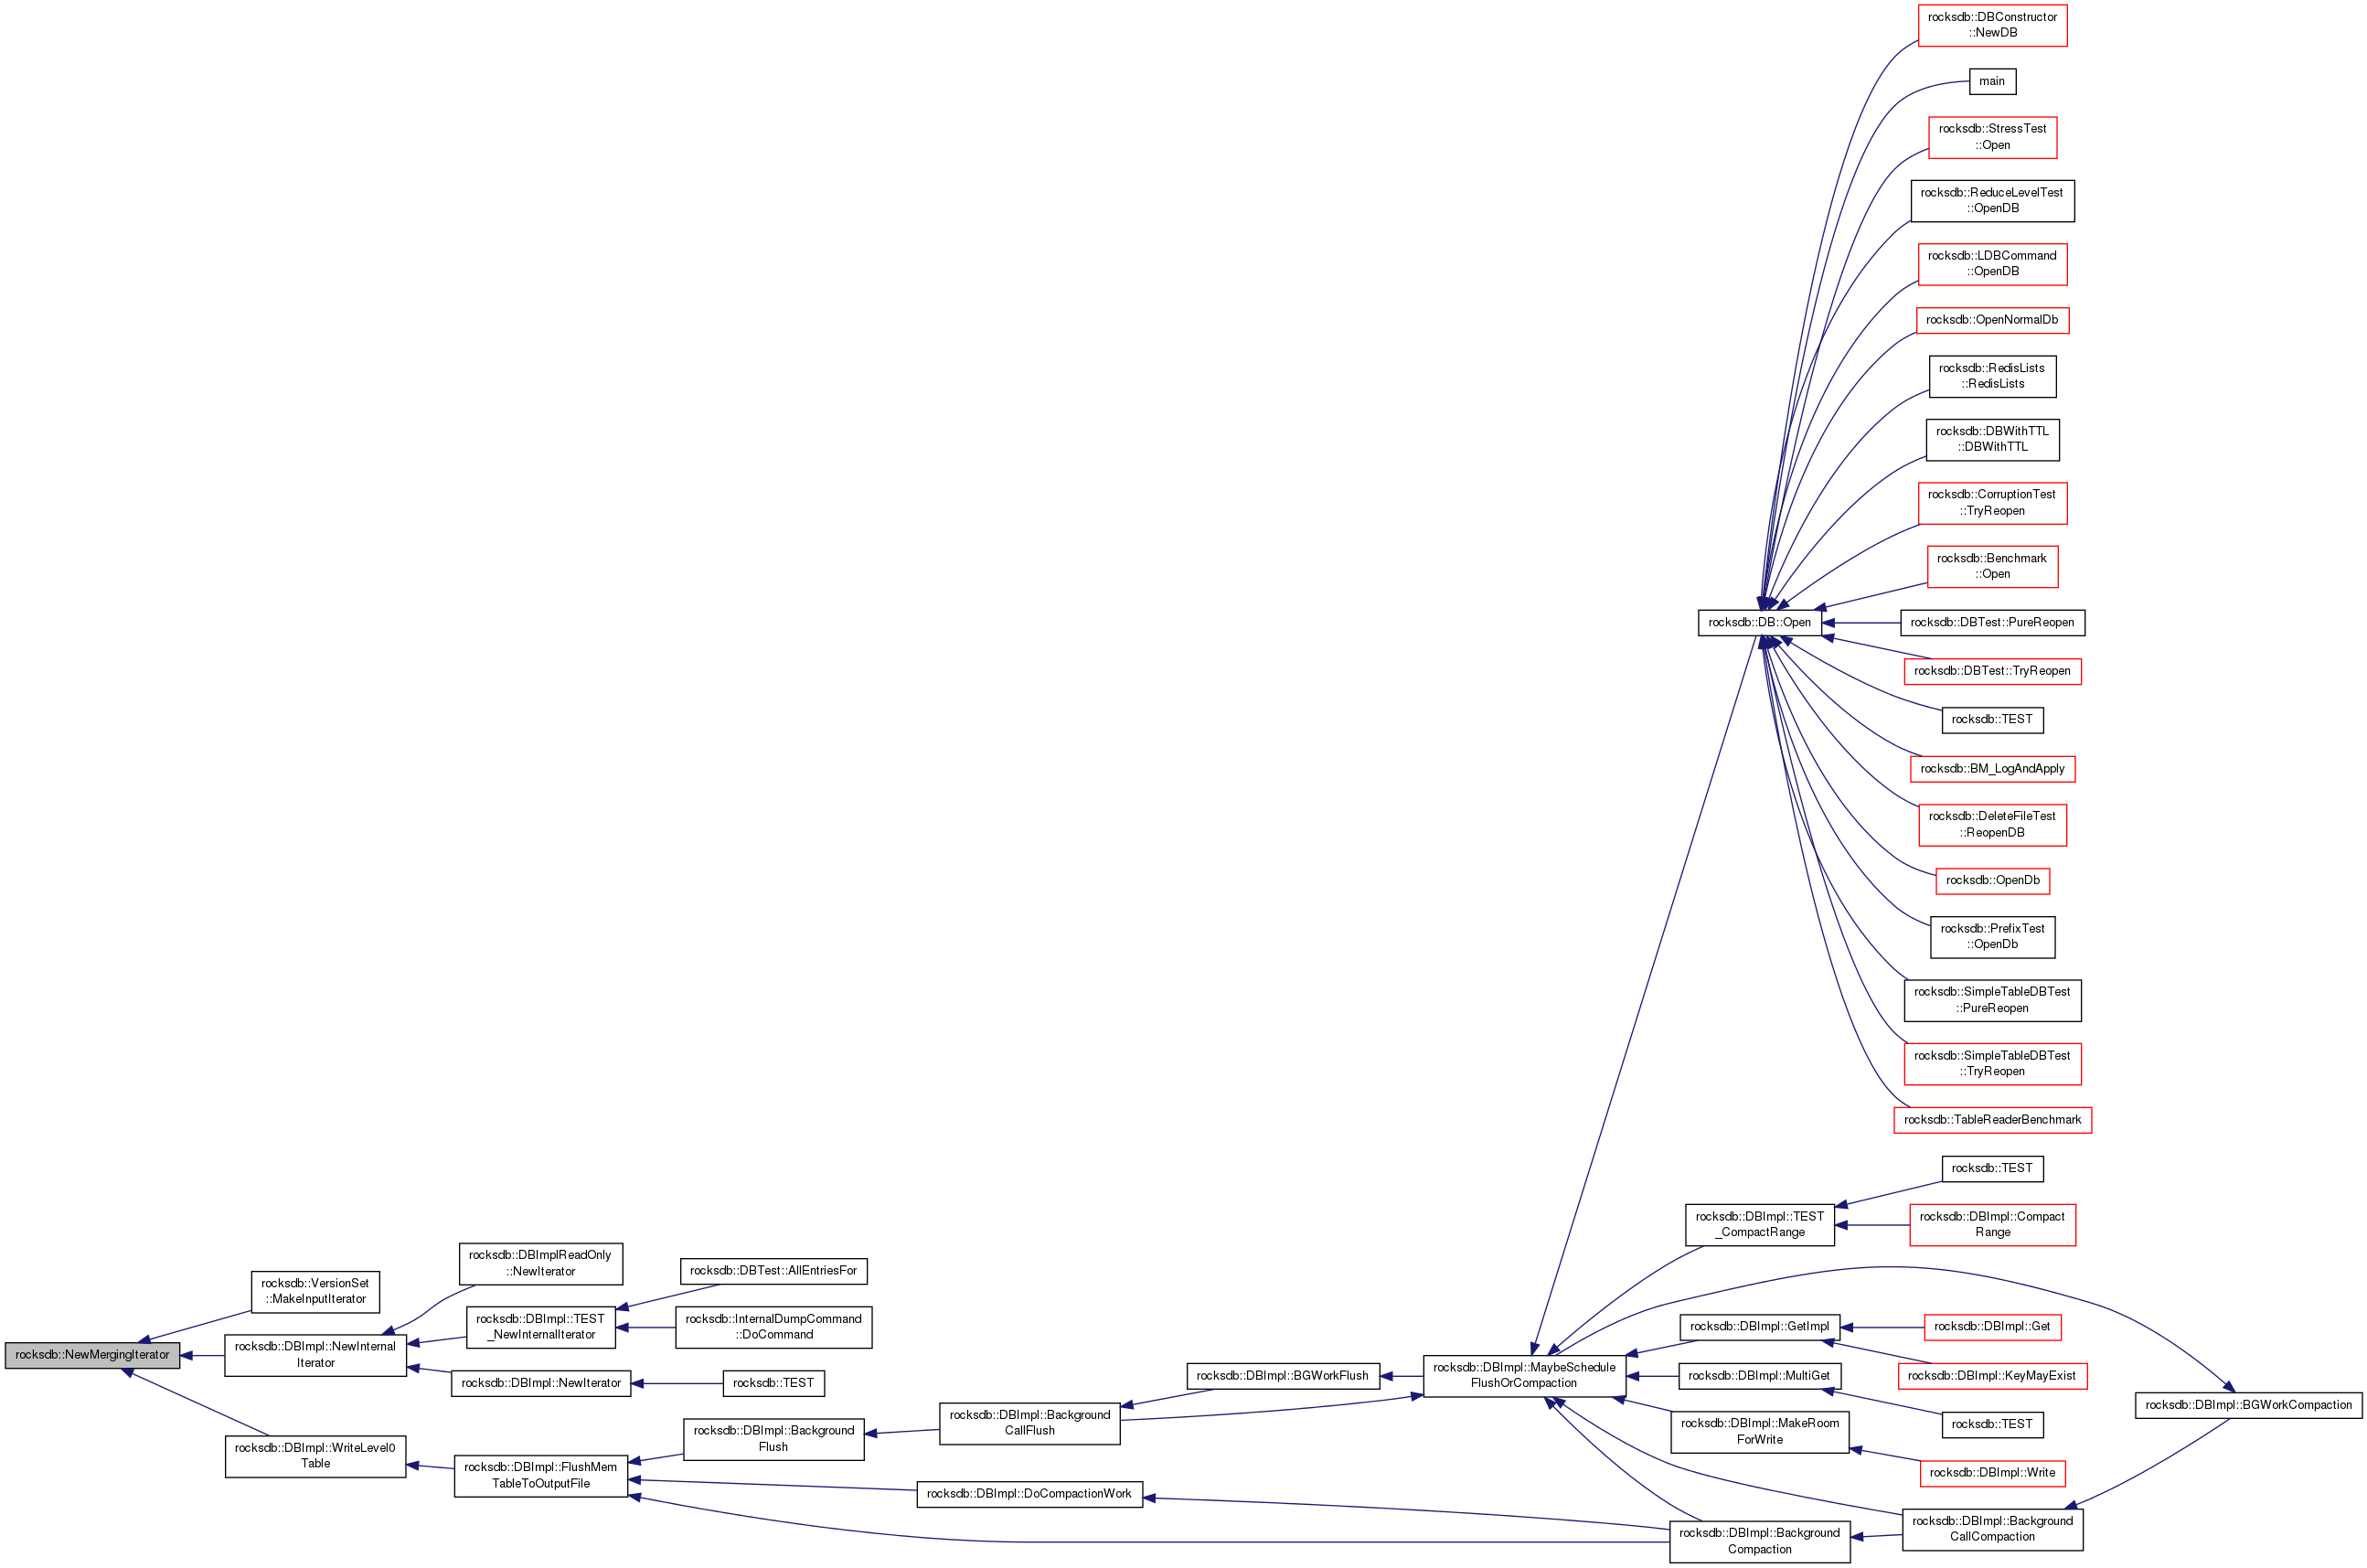 rocksdb::DBConstructor
::NewDB
main
rocksdb::StressTest
::Open
rocksdb::ReduceLevelTest
::OpenDB
rocksdb::LDBCommand
::OpenDB
rocksdb::OpenNormalDb
rocksdb::RedisLists
::RedisLists
rocksdb::DBWithTTL
::DBWithTTL
rocksdb::CorruptionTest
::TryReopen
rocksdb::Benchmark
::Open
rocksdb::DB::Open
rocksdb::DBTest::PureReopen
rocksdb::DBTest::TryReopen
rocksdb::TEST
rocksdb::BM_LogAndApply
rocksdb::DeleteFileTest
::ReopenDB
rocksdb::OpenDb
rocksdb::PrefixTest
::OpenDb
rocksdb::SimpleTableDBTest
::PureReopen
rocksdb::SimpleTableDBTest
::TryReopen
rocksdb::TableReaderBenchmark
rocksdb::TEST
rocksdb::DBImpl::TEST
_CompactRange
rocksdb::DBImpl::Compact
Range
rocksdb::DBImplReadOnly
::NewIterator
rocksdb::DBTest::AllEntriesFor
rocksdb::VersionSet
::MakeInputIterator
rocksdb::DBImpl::TEST
_NewInternalIterator
rocksdb::InternalDumpCommand
::DoCommand
rocksdb::DBImpl::GetImpl
rocksdb::DBImpl::Get
rocksdb::NewMergingIterator
rocksdb::DBImpl::NewInternal
Iterator
rocksdb::DBImpl::NewIterator
rocksdb::TEST
rocksdb::DBImpl::BGWorkFlush
rocksdb::DBImpl::MaybeSchedule
FlushOrCompaction
rocksdb::DBImpl::MultiGet
rocksdb::DBImpl::KeyMayExist
rocksdb::DBImpl::BGWorkCompaction
rocksdb::DBImpl::Background
CallFlush
rocksdb::TEST
rocksdb::DBImpl::Background
Flush
rocksdb::DBImpl::MakeRoom
ForWrite
rocksdb::DBImpl::WriteLevel0
Table
rocksdb::DBImpl::FlushMem
TableToOutputFile
rocksdb::DBImpl::Write
rocksdb::DBImpl::DoCompactionWork
rocksdb::DBImpl::Background
Compaction
rocksdb::DBImpl::Background
CallCompaction